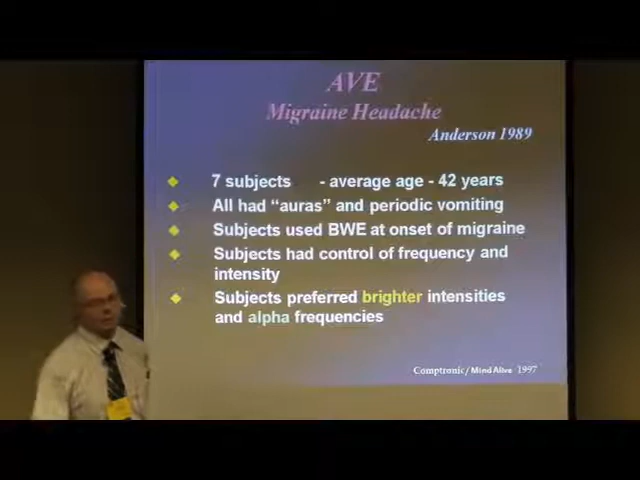 AVE
Migraine Headache
Anderson 1989
7 subjects - average age - 42 years
All had “auras” and periodic vomiting
Subjects used BWE at onset of migraine
Subjects had control of frequency and
intensity
Subjects preferred brighter intensities
and alpha frequencies
Comptronic/Mind Alive 1997